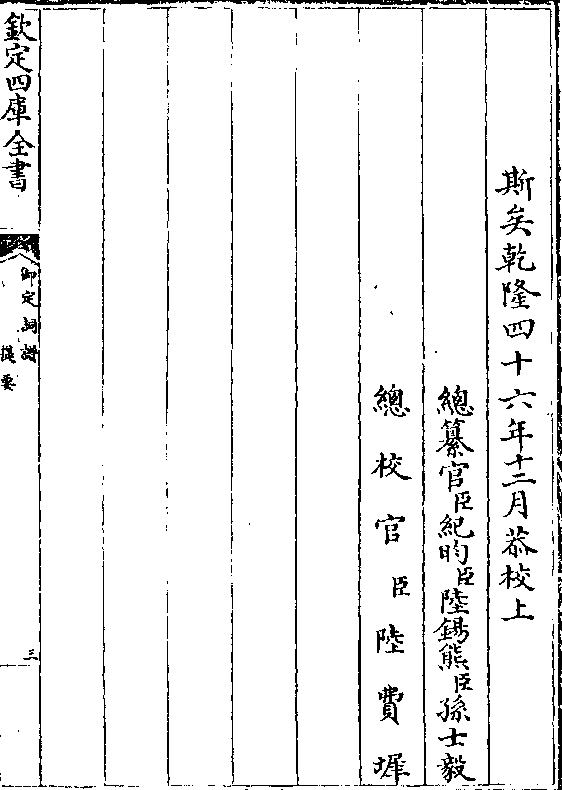 斯矣乾隆四十六年十二月恭校上
總纂官臣紀昀臣陸錫熊臣孫士毅
總校官臣陸費墀
欽定四庫全書
御定詞譜
提要
三